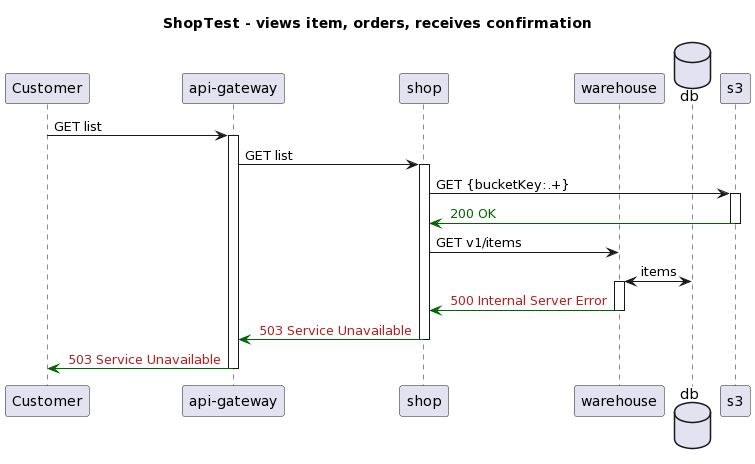 ShopTest - views item, orders, receives confirmation
Customer
api-gateway
shop
warehouse
db
s3
GET list
GET list
GET {bucketKey:.+}
200 OK
GET v1/items
items
500 Internal Server Error
503 Service Unavailable
503 Service Unavailable
Customer
api-gateway
shop
warehouse
db
s3